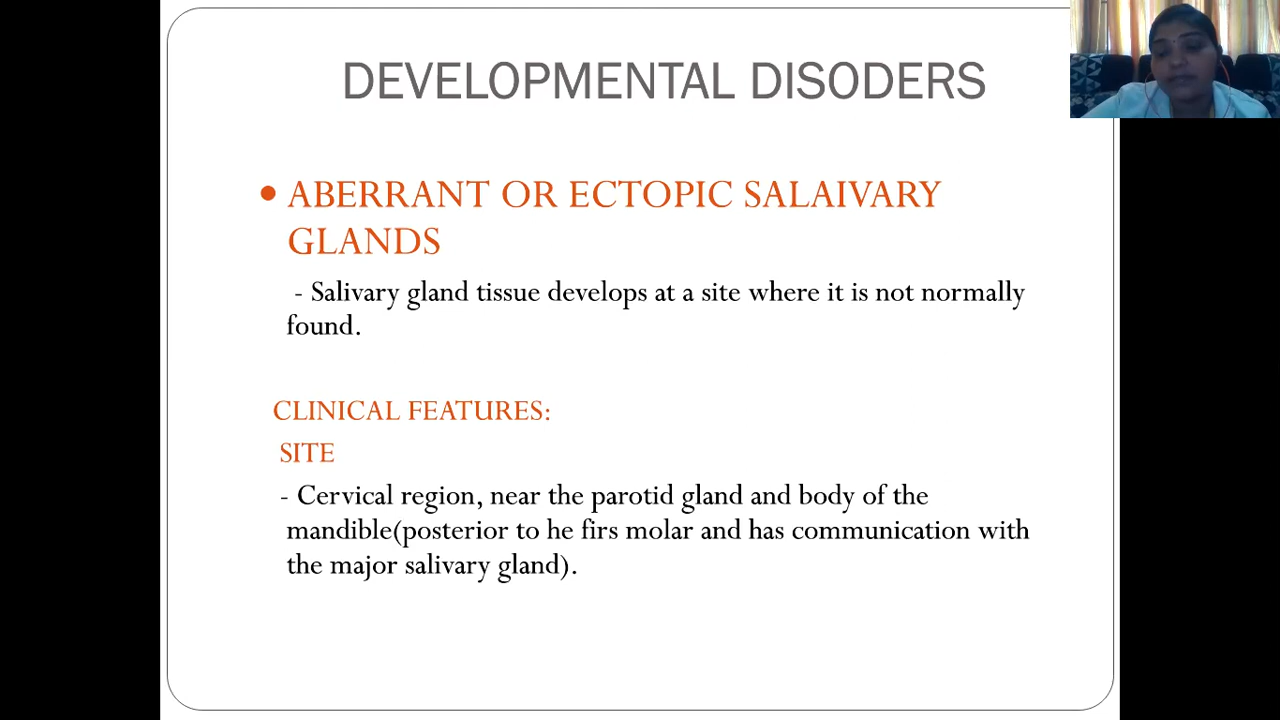 DEVELOPMENTAL DISODERS
• ABERRANT OR ECTOPIC SALAIVARY
GLANDS
- Salivary gland tissue develops at a site where it is not normally
found.
CLINICAL FEATURES:
SITE
- Cervical region, near the parotid gland and body of the
mandible(posterior to he firs molar and has communication with
the major salivary gland).